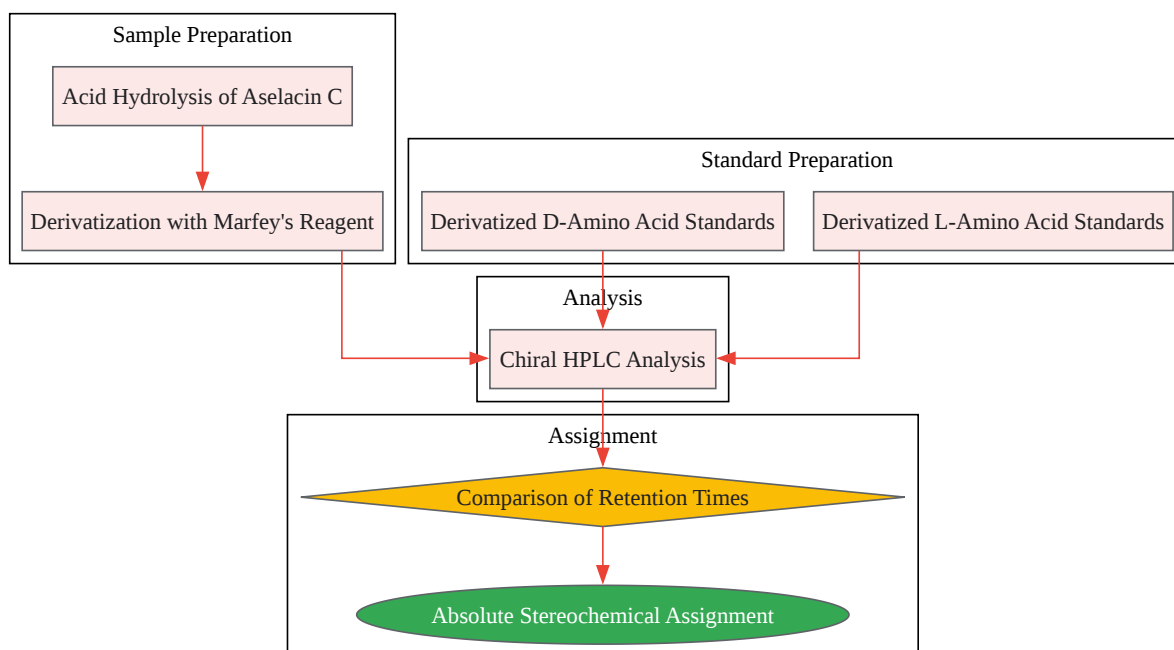 Sample Preparation
Acid Hydrolysis of Aselacin C
Derivatization with Marfey's Reagent
Standard Preparation
Derivatized D-Amino Acid Standards
Derivatized L-Amino Acid Standards
Analysis
Chiral HPLC Analysis
Assignment
Comparison of Retention Times
Absolute Stereochemical Assignment